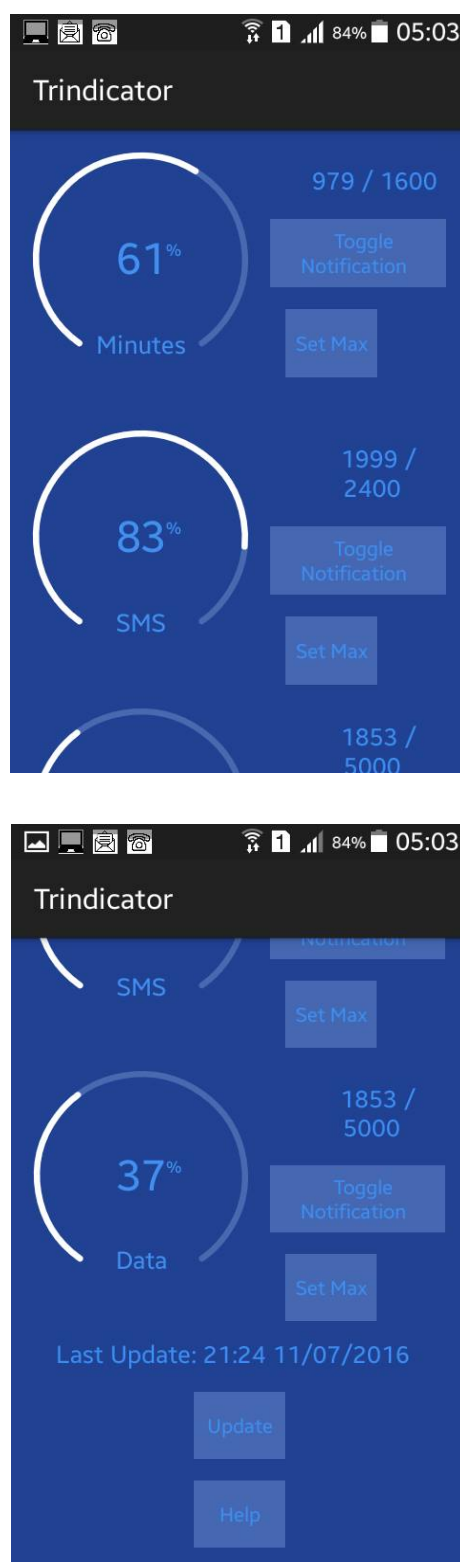 1 84% 05:03
Trindicator
979 / 1600
61%
Toggle
Notification
Minutes
Set Max
1999 /
2400
83%
Toggle
Notification
SMS
Set Max
1853 /
5000
1 84% 05:03
Trindicator
Notification
SMS
Set Max
1853 /
5000
37%
Toggle
Notification
Data
Set Max
Last Update: 21:24 11/07/2016
Update
Help